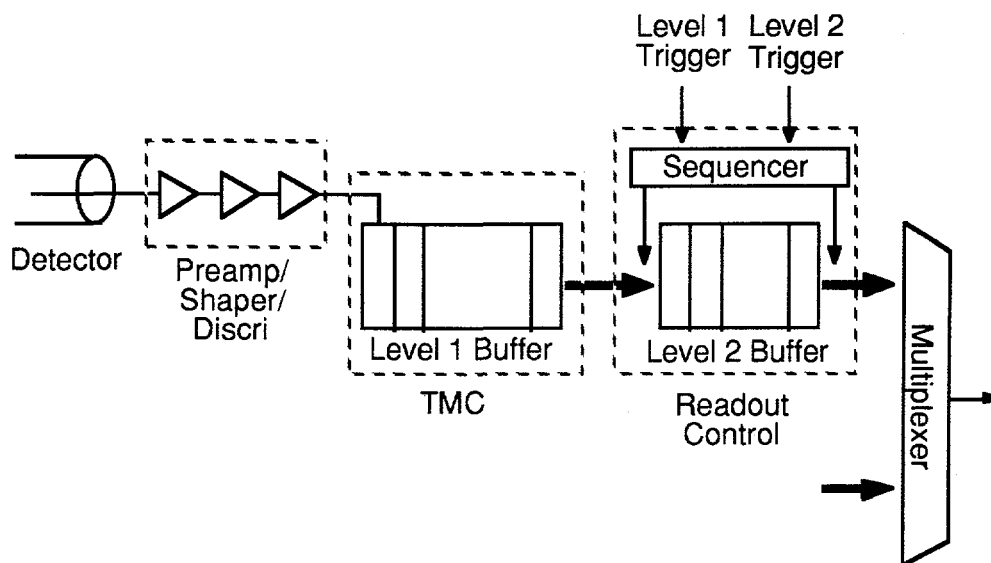 Level 1
Trigger
Level 2
Trigger
Sequencer
Detector
Preamp/
Shaper/
Discri
Level 1 Buffer
Level 2 Buffer
TMC
Readout
Control
Multiplexer